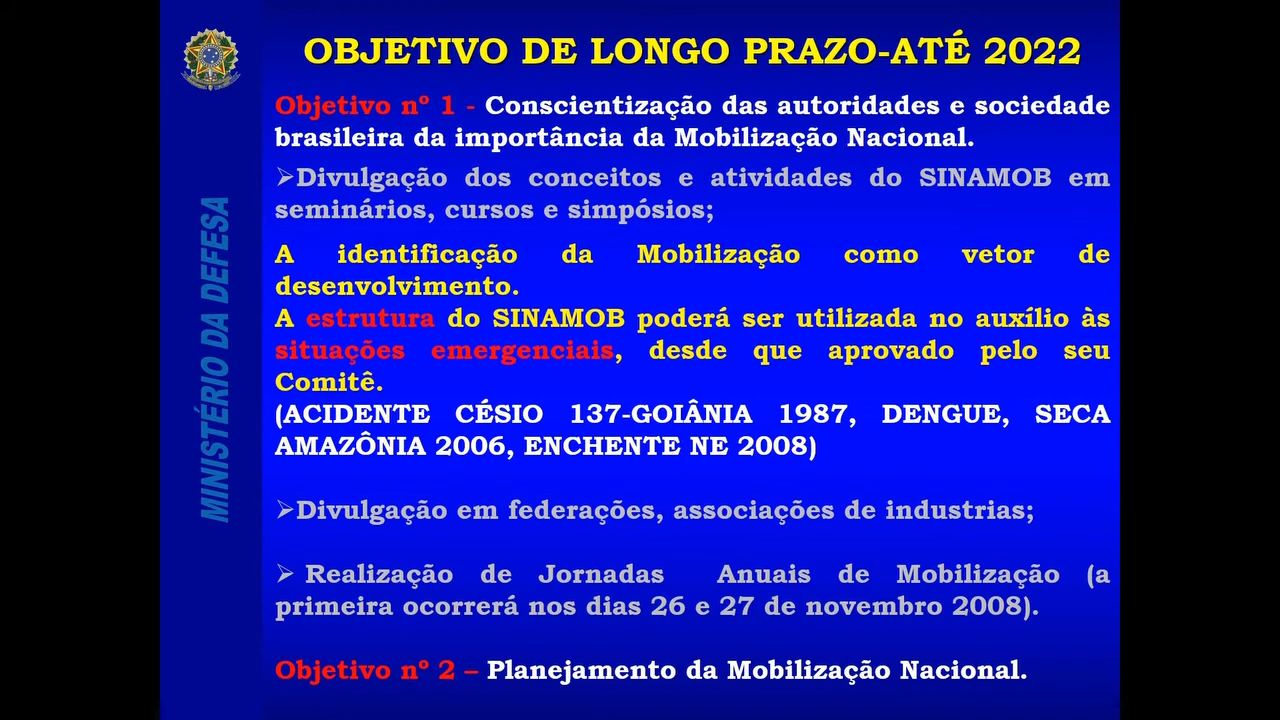 OBJETIVO DE LONGO PRAZO-ATÉ 2022
Objetivo nº 1 - Conscientização das autoridades e sociedade
brasileira da importância da Mobilização Nacional.
➢Divulgação dos conceitos e atividades do SINAMOB em
seminários, cursos e simpósios;
A identificação da Mobilização como vetor de
desenvolvimento.
A estrutura do SINAMOB poderá ser utilizada no auxílio às
situações emergenciais, desde que aprovado pelo seu
Comitê.
(ACIDENTE CÉSIO 137-GOIÂNIA 1987, DENGUE, SECA
AMAZÔNIA 2006, ENCHENTE NE 2008)
➢Divulgação em federações, associações de industrias;
➢ Realização de Jornadas Anuais de Mobilização (a
primeira ocorrerá nos dias 26 e 27 de novembro 2008).
Objetivo nº 2 – Planejamento da Mobilização Nacional.
MINISTÉRIO DA DEFESA